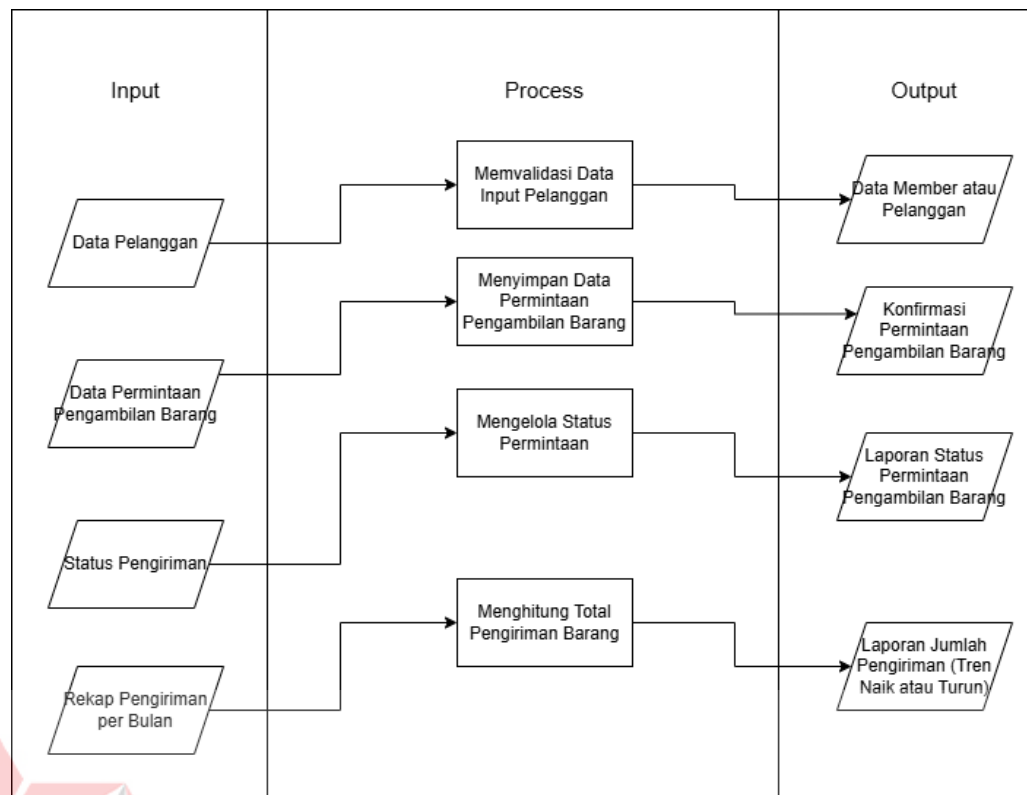 Input
Process
Output
Data Pelanggan
Memvalidasi Data
Input Pelanggan
Data Member atau
Pelanggan
Data Permintaan
Pengambilan Barang
Menyimpan Data
Permintaan
Pengambilan Barang
Konfirmasi
Permintaan
Pengambilan Barang
Status Pengiriman
Mengelola Status
Permintaan
Laporan Status
Permintaan
Pengambilan Barang
Rekap Pengiriman
per Bulan
Menghitung Total
Pengiriman Barang
Laporan Jumlah
Pengiriman (Tren
Naik atau Turun)